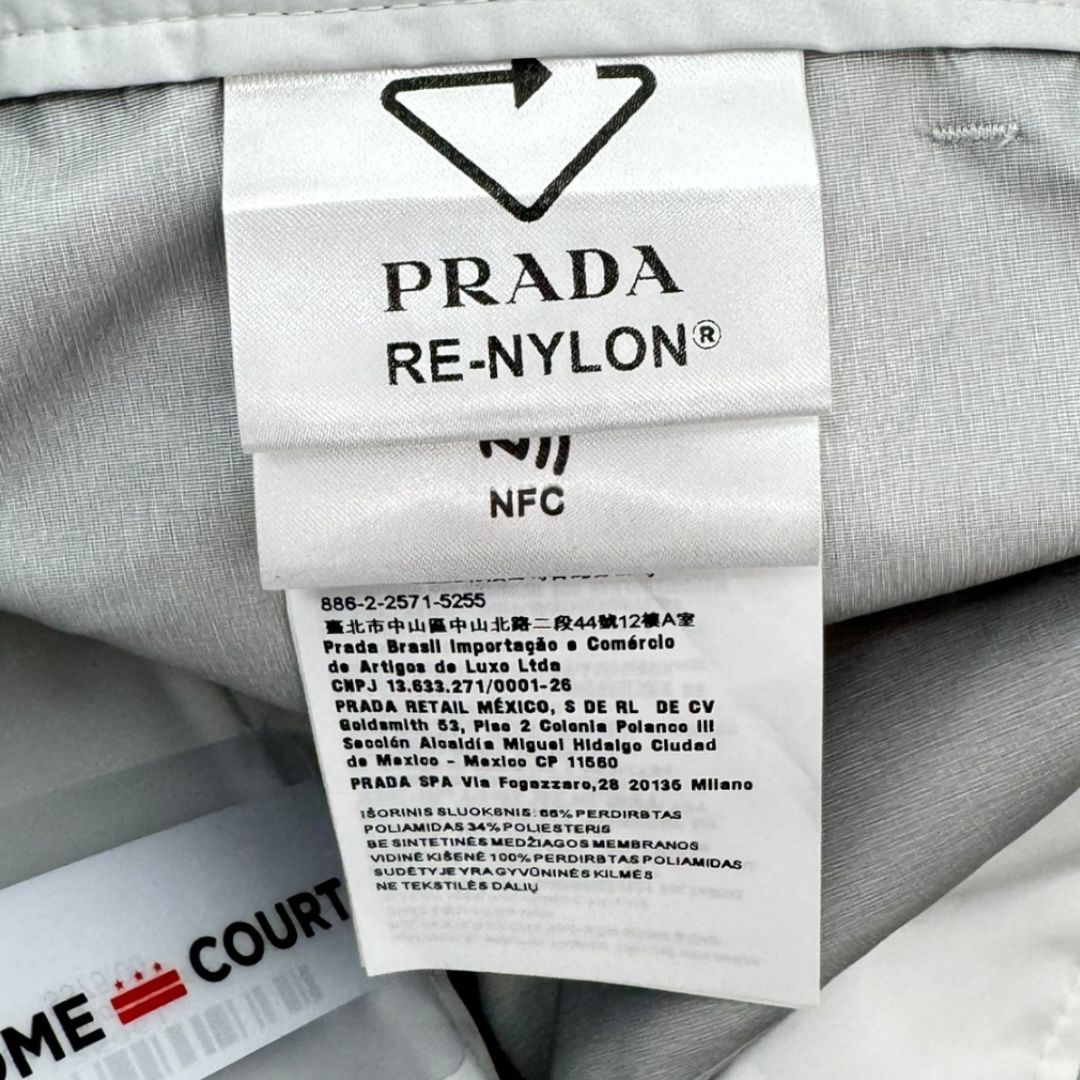 PRADA
RE-NYLON®
NFC
886-2-2571-5255
臺北市中山區中山北路二段44號12樓A室
Prada Brasil Importação e Comércio
de Artigos de Luxo Ltda
CNPJ 13.633.271/0001-26
PRADA RETAIL MÉXICO, S DE RL DE CV
Goldsmith 53, Piso 2 Colonia Polanco III
Sección Alcaldía Miguel Hidalgo Ciudad
de Mexico - Mexico CP 11560
PRADA SPA Via Fogazzaro,28 20135 Milano
IŠORINIS SLUOKSNIS: 66% PERDIRBTAS
POLIAMIDAS 34% POLIESTERIS
BE SINTETINĖS MEDŽIAGOS MEMBRANOS
VIDINĖ KIŠENĖ 100% PERDIRBTAS POLIAMIDAS
SUDĖTYJE YRA GYVŪNINĖS KILMĖS
NE TEKSTILĖS DALIŲ
OME COURT